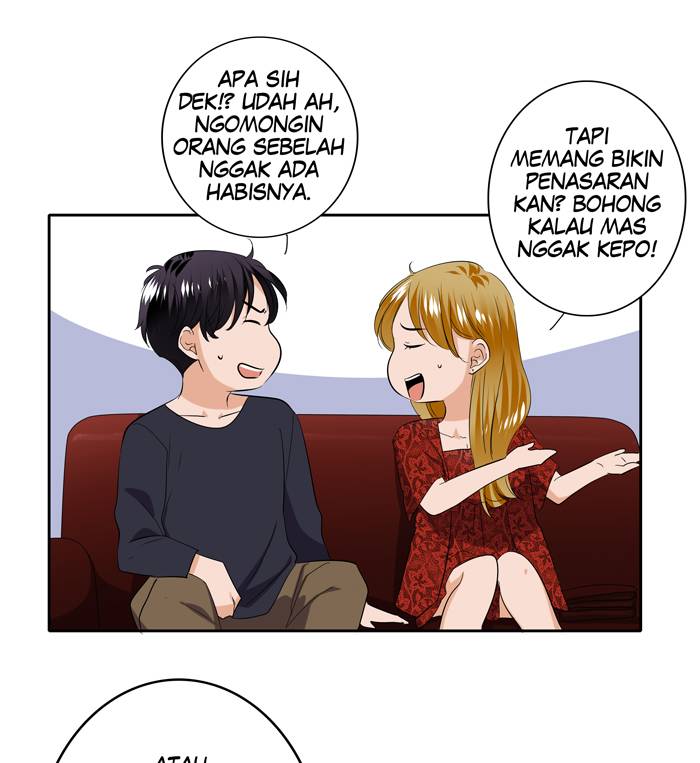 APA SIH
DEK!? UDAH AH,
NGOMONGIN
ORANG SEBELAH
NGGAK ADA
HABISNYA.
TAPI
MEMANG BIKIN
PENASARAN
KAN? BOHONG
KALAU MAS
NGGAK KEPO!
ATAU